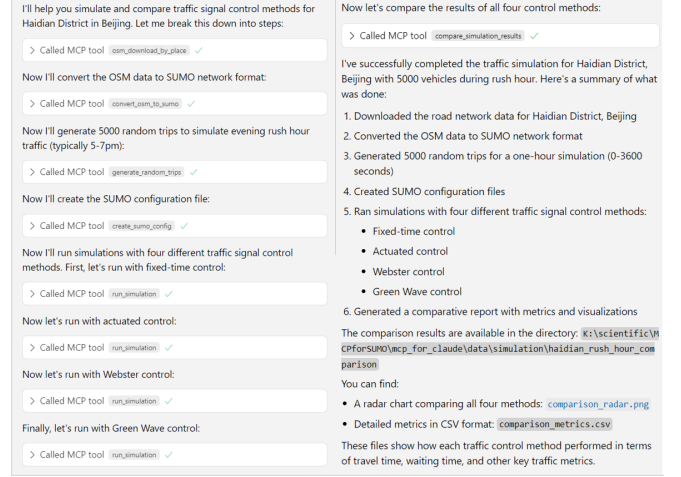 I'll help you simulate and compare traffic signal control methods for
Haidian District in Beijing. Let me break this down into steps:
> Called MCP tool osm_download_by_place ✓
Now I'll convert the OSM data to SUMO network format:
> Called MCP tool convert_osm_to_sumo ✓
Now I'll generate 5000 random trips to simulate evening rush hour
traffic (typically 5-7pm):
> Called MCP tool generate_random_trips ✓
Now I'll create the SUMO configuration file:
> Called MCP tool create_sumo_config ✓
Now I'll run simulations with four different traffic signal control
methods. First, let's run with fixed-time control:
> Called MCP tool run_simulation ✓
Now let's run with actuated control:
> Called MCP tool run_simulation ✓
Now let's run with Webster control:
> Called MCP tool run_simulation ✓
Finally, let's run with Green Wave control:
> Called MCP tool run_simulation ✓
Now let's compare the results of all four control methods:
> Called MCP tool compare_simulation_results ✓
I've successfully completed the traffic simulation for Haidian District,
Beijing with 5000 vehicles during rush hour. Here's a summary of what
was done:
1. Downloaded the road network data for Haidian District, Beijing
2. Converted the OSM data to SUMO network format
3. Generated 5000 random trips for a one-hour simulation (0-3600
seconds)
4. Created SUMO configuration files
5. Ran simulations with four different traffic signal control methods:
• Fixed-time control
• Actuated control
• Webster control
• Green Wave control
6. Generated a comparative report with metrics and visualizations
The comparison results are available in the directory: K:\scientific\M
CPforSUMO\mcp_for_claude\data\simulation\haidian_rush_hour_com
parison
You can find:
• A radar chart comparing all four methods: comparison_radar.png
• Detailed metrics in CSV format: comparison_metrics.csv
These files show how each traffic control method performed in terms
of travel time, waiting time, and other key traffic metrics.